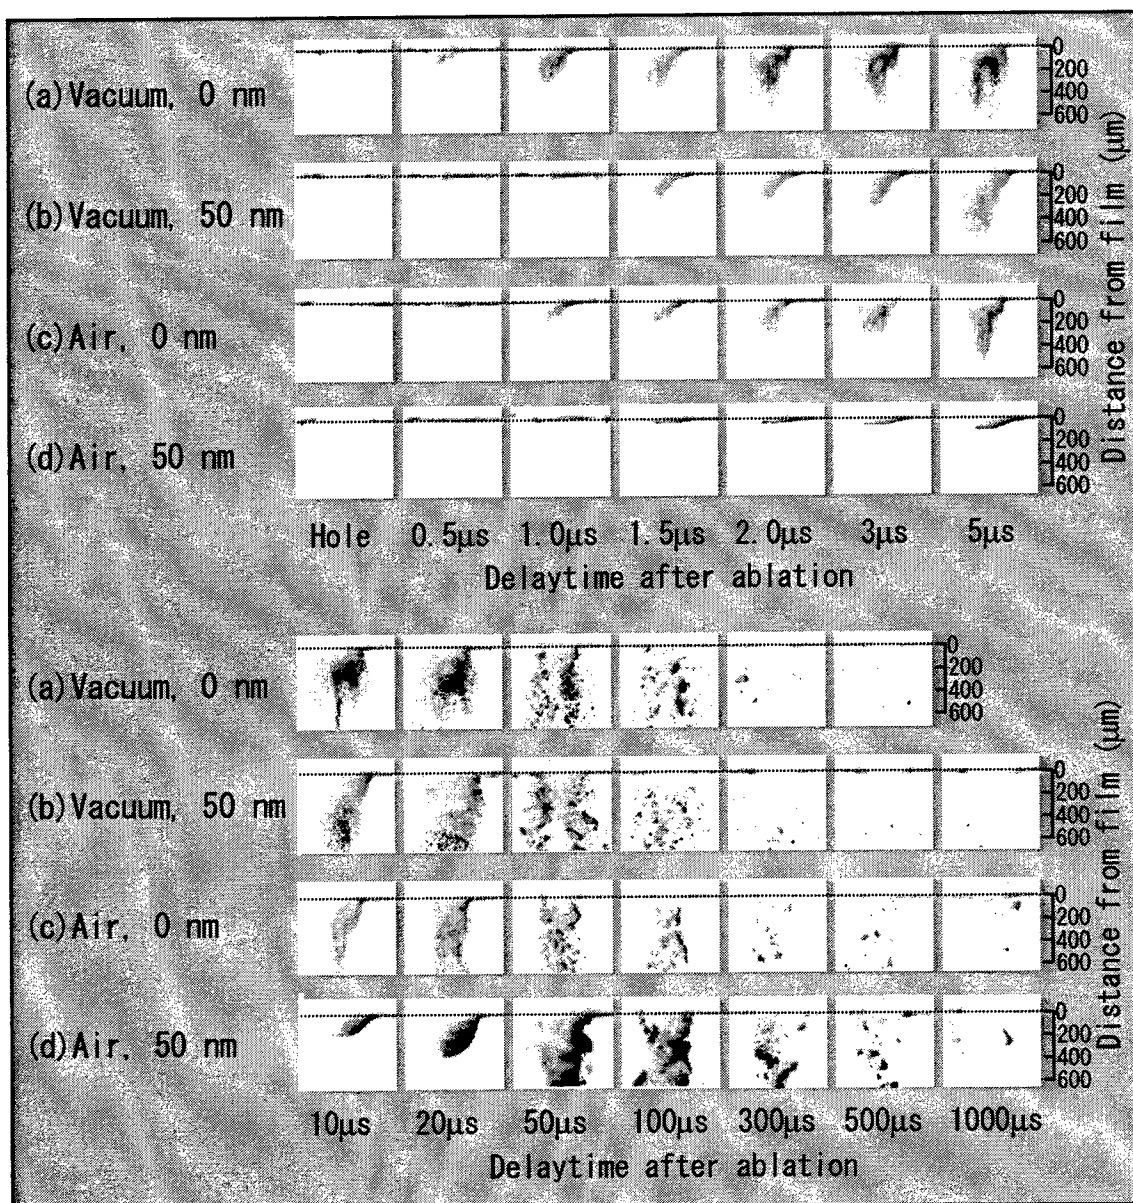 (a)Vacuum, 0 nm
0
200
400
600
(b)Vacuum, 50 nm
0
200
400
600
(c)Air, 0 nm
0
200
400
600
(d)Air, 50 nm
0
200
400
600
Distance from film (μm)
Hole 0.5μs 1.0μs 1.5μs 2.0μs 3μs 5μs
Delaytime after ablation
(a)Vacuum, 0 nm
0
200
400
600
(b)Vacuum, 50 nm
0
200
400
600
(c)Air, 0 nm
0
200
400
600
(d)Air, 50 nm
0
200
400
600
Distance from film (μm)
10μs 20μs 50μs 100μs 300μs 500μs 1000μs
Delaytime after ablation